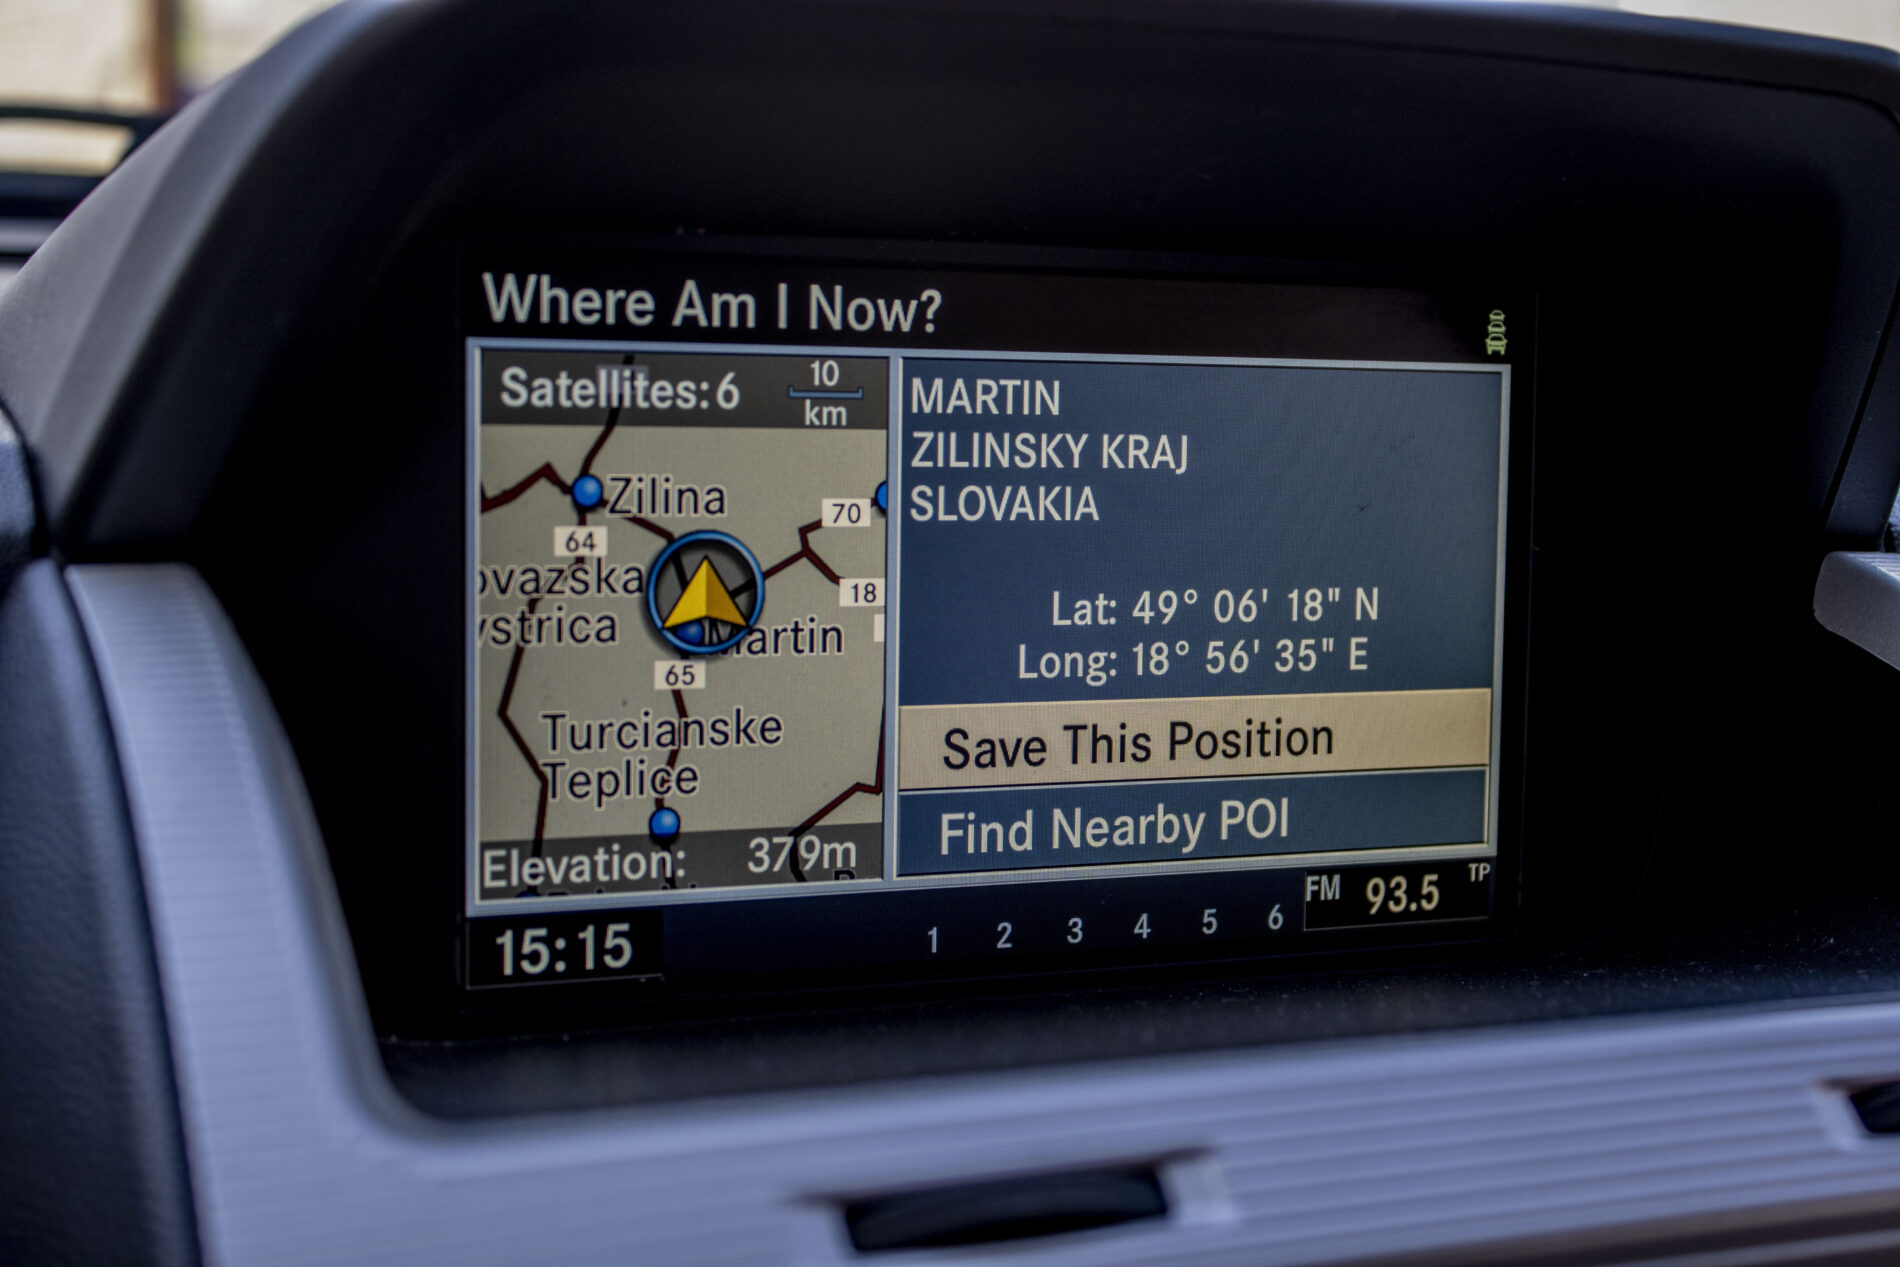 Where Am I Now?
Satellites: 6
10
km
Zilina
70
64
18
ovazska
ystrica
Martin
65
Turcianske
Teplice
Elevation: 379m
MARTIN
ZILINSKY KRAJ
SLOVAKIA
Lat: 49° 06' 18" N
Long: 18° 56' 35" E
Save This Position
Find Nearby POI
15:15
1 2 3 4 5 6
FM 93.5 TP